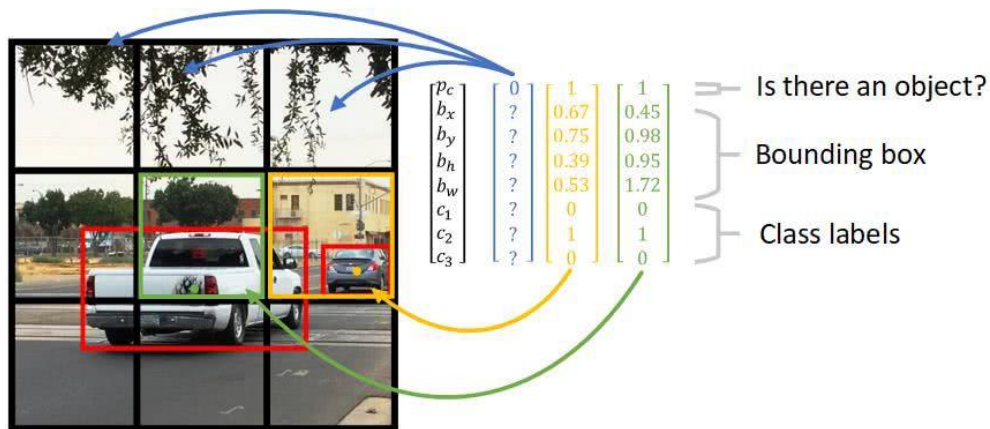 p_c 0 1 1 Is there an object?
b_x ? 0.67 0.45
b_y ? 0.75 0.98
b_h ? 0.39 0.95 Bounding box
b_w ? 0.53 1.72
c_1 ? 0 0
c_2 ? 1 1 Class labels
c_3 ? 0 0